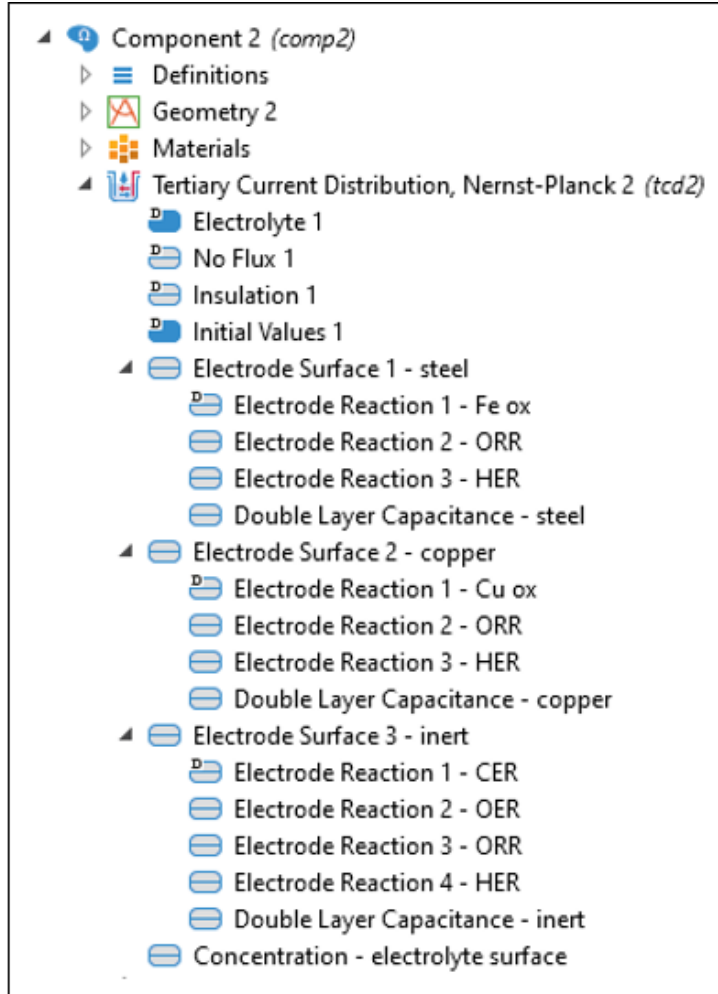 Component 2 (comp2)
Definitions
Geometry 2
Materials
Tertiary Current Distribution, Nernst-Planck 2 (tcd2)
D Electrolyte 1
D No Flux 1
D Insulation 1
D Initial Values 1
Electrode Surface 1 - steel
D Electrode Reaction 1 - Fe ox
Electrode Reaction 2 - ORR
Electrode Reaction 3 - HER
Double Layer Capacitance - steel
Electrode Surface 2 - copper
D Electrode Reaction 1 - Cu ox
Electrode Reaction 2 - ORR
Electrode Reaction 3 - HER
Double Layer Capacitance - copper
Electrode Surface 3 - inert
D Electrode Reaction 1 - CER
Electrode Reaction 2 - OER
Electrode Reaction 3 - ORR
Electrode Reaction 4 - HER
Double Layer Capacitance - inert
Concentration - electrolyte surface